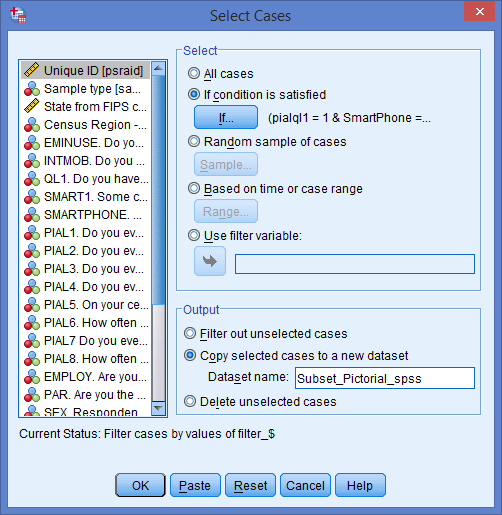 Select Cases
Unique ID [psraid]
Sample type [sa...
State from FIPS c...
Census Region -...
EMINUSE. Do yo...
INTMOB. Do you ...
QL1. Do you have...
SMART1. Some c...
SMARTPHONE. ...
PIAL1. Do you ev...
PIAL2. Do you ev...
PIAL3. Do you ev...
PIAL4. Do you ev...
PIAL5. On your ce...
PIAL6. How often ...
PIAL7 Do you eve...
PIAL8. How often ...
EMPLOY. Are you...
PAR. Are you the ...
SEX. Responden
Select
All cases
If condition is satisfied
If... (pialql1 = 1 & SmartPhone =...
Random sample of cases
Sample...
Based on time or case range
Range...
Use filter variable:
Output
Filter out unselected cases
Copy selected cases to a new dataset
Dataset name: Subset_Pictorial_spss
Delete unselected cases
Current Status: Filter cases by values of filter_$
OK Paste Reset Cancel Help